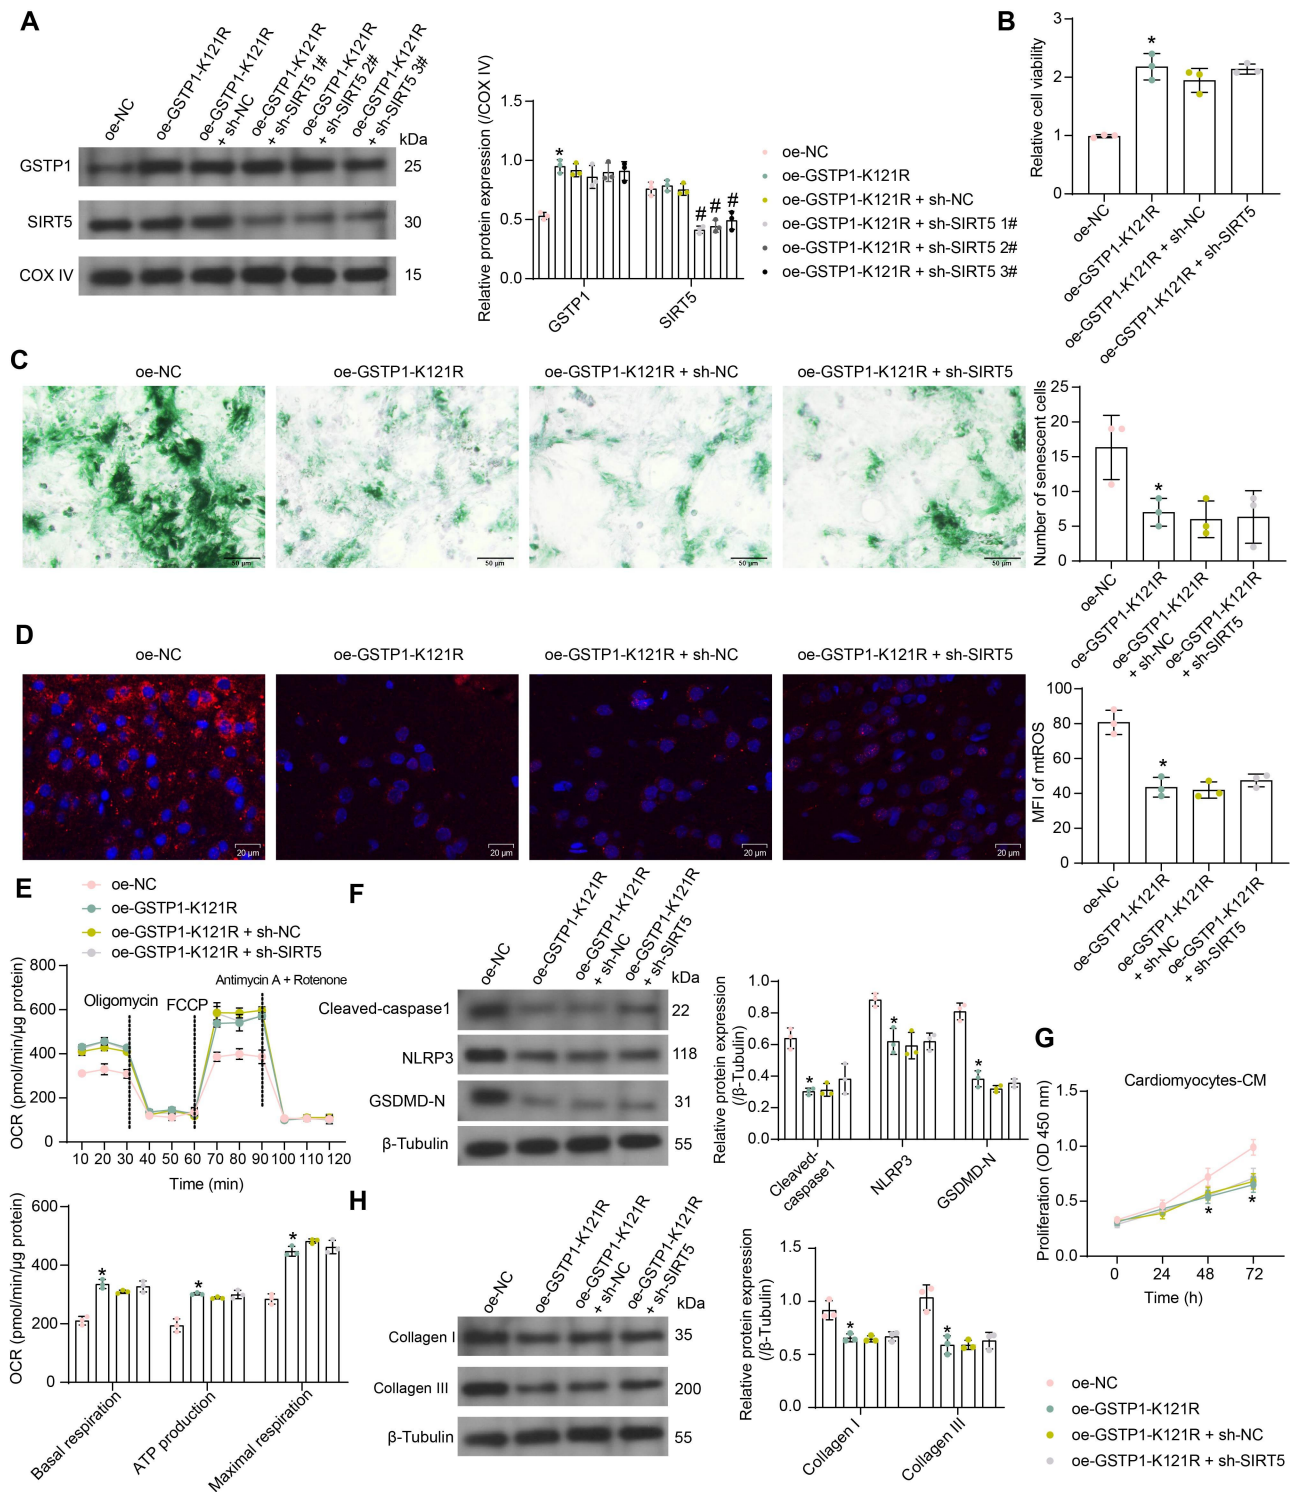 A
oe-NC
oe-GSTP1-K121R
oe-GSTP1-K121R
+ sh-NC
oe-GSTP1-K121R
+ sh-SIRT5 1#
oe-GSTP1-K121R
+ sh-SIRT5 2#
oe-GSTP1-K121R
+ sh-SIRT5 3#
kDa
GSTP1
25
SIRT5
30
COX IV
15
Relative protein expression (/COX IV)
1.5
1.0
0.5
0.0
*
# # #
GSTP1
SIRT5
oe-NC
oe-GSTP1-K121R
oe-GSTP1-K121R + sh-NC
oe-GSTP1-K121R + sh-SIRT5 1#
oe-GSTP1-K121R + sh-SIRT5 2#
oe-GSTP1-K121R + sh-SIRT5 3#
B
Relative cell viability
3
2
1
0
*
oe-NC
oe-GSTP1-K121R
oe-GSTP1-K121R + sh-NC
oe-GSTP1-K121R + sh-SIRT5
C
oe-NC
oe-GSTP1-K121R
oe-GSTP1-K121R + sh-NC
oe-GSTP1-K121R + sh-SIRT5
50 µm
50 µm
50 µm
50 µm
Number of senescent cells
25
20
15
10
5
0
*
oe-NC
oe-GSTP1-K121R
oe-GSTP1-K121R
+ sh-NC
oe-GSTP1-K121R
+ sh-SIRT5
D
oe-NC
oe-GSTP1-K121R
oe-GSTP1-K121R + sh-NC
oe-GSTP1-K121R + sh-SIRT5
20 µm
20 µm
20 µm
20 µm
MFI of mtROS
100
80
60
40
20
0
*
oe-NC
oe-GSTP1-K121R
oe-GSTP1-K121R
+ sh-NC
oe-GSTP1-K121R
+ sh-SIRT5
E
oe-NC
oe-GSTP1-K121R
oe-GSTP1-K121R + sh-NC
oe-GSTP1-K121R + sh-SIRT5
OCR (pmol/min/µg protein)
800
600
400
200
0
Oligomycin
FCCP
Antimycin A + Rotenone
10 20 30 40 50 60 70 80 90 100 110 120
Time (min)
OCR (pmol/min/µg protein)
600
400
200
0
*
*
*
Basal respiration
ATP production
Maximal respiration
F
oe-NC
oe-GSTP1-K121R
oe-GSTP1-K121R
+ sh-NC
oe-GSTP1-K121R
+ sh-SIRT5
kDa
Cleaved-caspase1
22
NLRP3
118
GSDMD-N
31
β-Tubulin
55
Relative protein expression
(/β-Tubulin)
1.0
0.8
0.6
0.4
0.2
0.0
*
*
*
Cleaved-
caspase1
NLRP3
GSDMD-N
G
Cardiomyocytes-CM
Proliferation (OD 450 nm)
1.5
1.0
0.5
0.0
*
*
0 24 48 72
Time (h)
H
oe-NC
oe-GSTP1-K121R
oe-GSTP1-K121R
+ sh-NC
oe-GSTP1-K121R
+ sh-SIRT5
kDa
Collagen I
35
Collagen III
200
β-Tubulin
55
Relative protein expression
(/β-Tubulin)
1.5
1.0
0.5
0.0
*
*
Collagen I
Collagen III
oe-NC
oe-GSTP1-K121R
oe-GSTP1-K121R + sh-NC
oe-GSTP1-K121R + sh-SIRT5